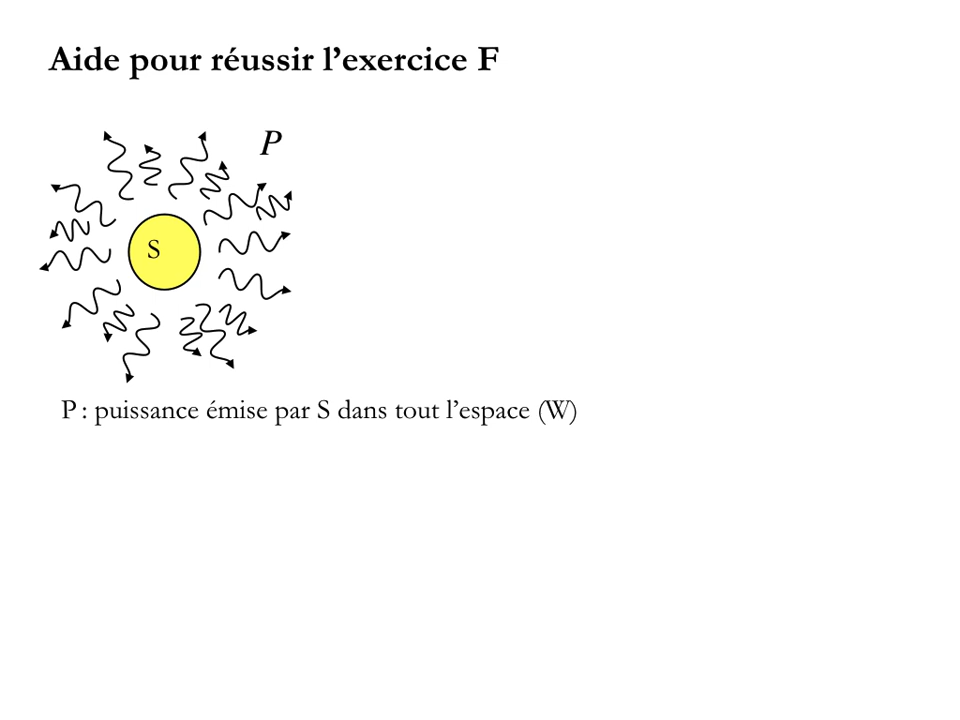 Aide pour réussir l’exercice F
P
S
P : puissance émise par S dans tout l’espace (W)